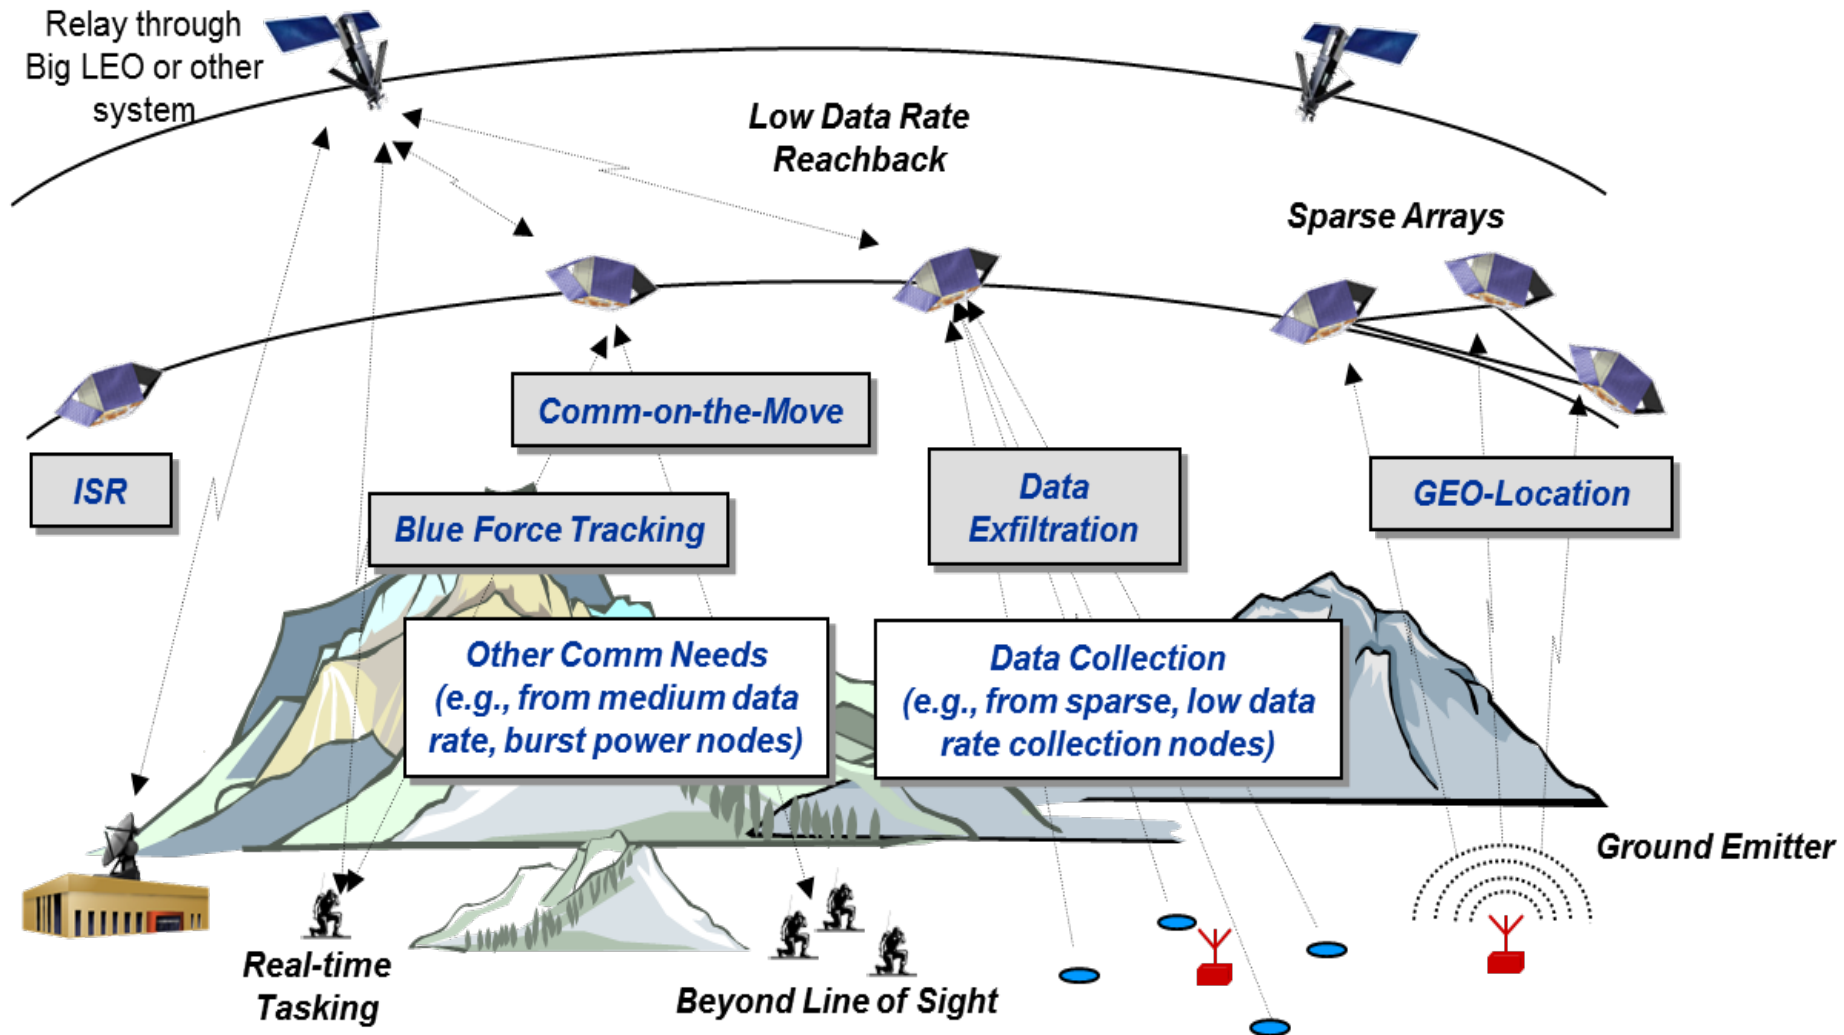 Relay through
Big LEO or other
system
Low Data Rate
Reachback
Sparse Arrays
Comm-on-the-Move
ISR
Blue Force Tracking
Data
Exfiltration
GEO-Location
Other Comm Needs
(e.g., from medium data
rate, burst power nodes)
Data Collection
(e.g., from sparse, low data
rate collection nodes)
Ground Emitter
Real-time
Tasking
Beyond Line of Sight